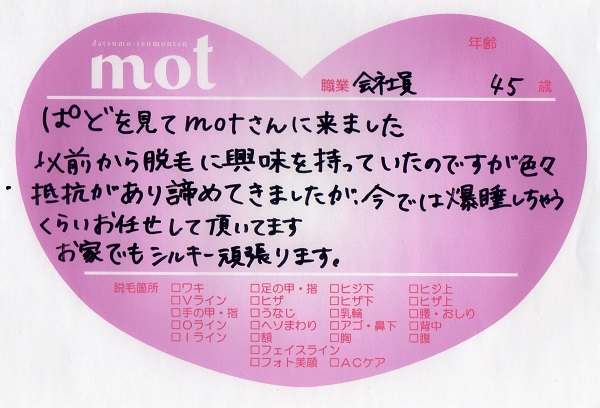 datsumo-senmonten
mot
年齢
職業 会社員 45 歳
ぱどを見てmotさんに来ました
以前から脱毛に興味を持っていたのですが色々
抵抗があり諦めてきましたが、今では爆睡しちゃう
くらいお任せして頂いてます
お家でもシルキー頑張ります。
脱毛箇所 □ワキ □足の甲・指 □ヒジ下 □ヒジ上
□Vライン □ヒザ □ヒザ下 □ヒザ上
□手の甲・指 □うなじ □乳輪 □腰・おしり
□Oライン □ヘソまわり □アゴ・鼻下 □背中
□Iライン □額 □胸 □腹
□フェイスライン
□フォト美顔 □ACケア